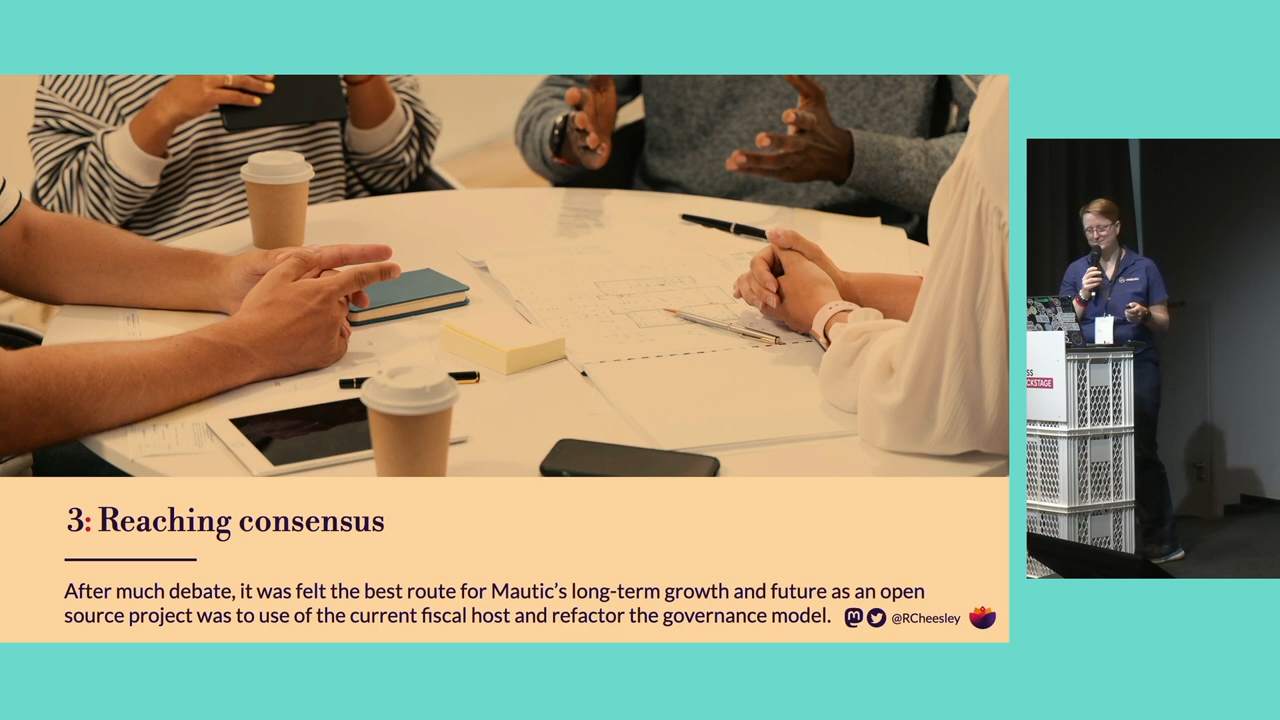 3: Reaching consensus
After much debate, it was felt the best route for Mautic’s long-term growth and future as an open
source project was to use of the current fiscal host and refactor the governance model.
@RCheesley
SS
CKSTAGE